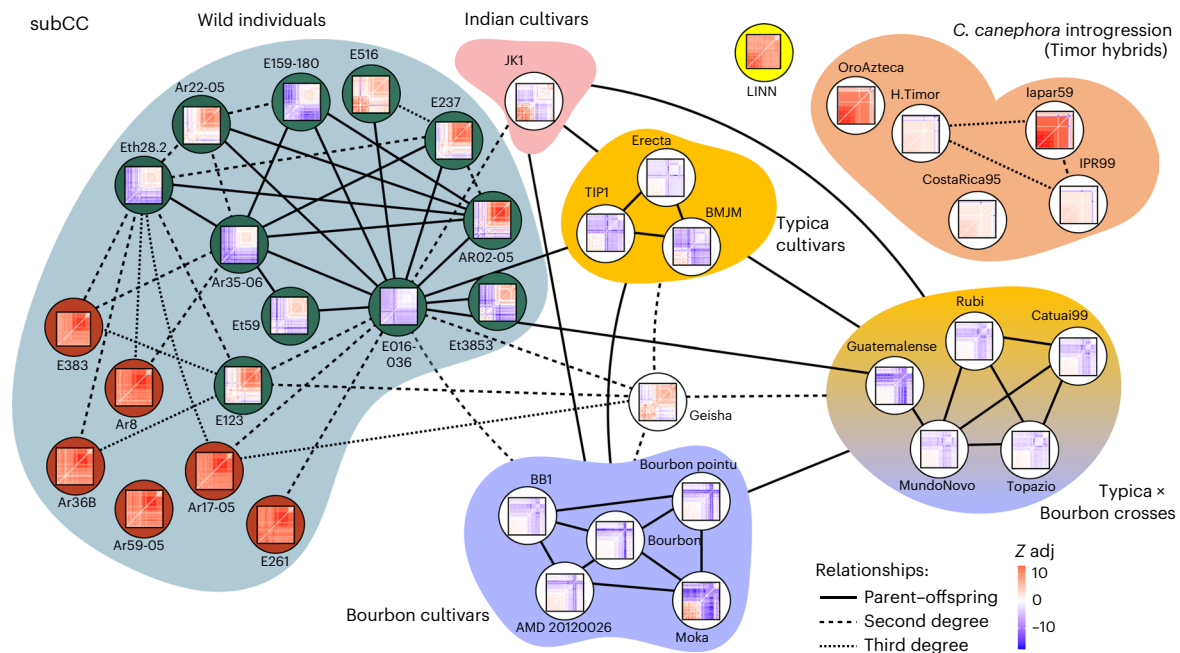 subCC
Wild individuals
Indian cultivars
C. canephora introgression
(Timor hybrids)
E516
E159-180
JK1
Ar22-05
E237
LINN
OroAzteca
H.Timor
Iapar59
Eth28.2
Erecta
IPR99
TIP1
CostaRica95
BMJM
Typica
cultivars
AR02-05
Ar35-06
Rubi
Catuai99
Et59
E016-
036
Et3853
Guatemalense
E383
Ar8
E123
Geisha
MundoNovo
Topazio
Ar36B
Ar17-05
BB1
Bourbon pointu
Typica ×
Bourbon crosses
Ar59-05
E261
Bourbon
Bourbon cultivars
AMD 20120026
Moka
Relationships:
Parent–offspring
Second degree
Third degree
Z adj
10
0
–10